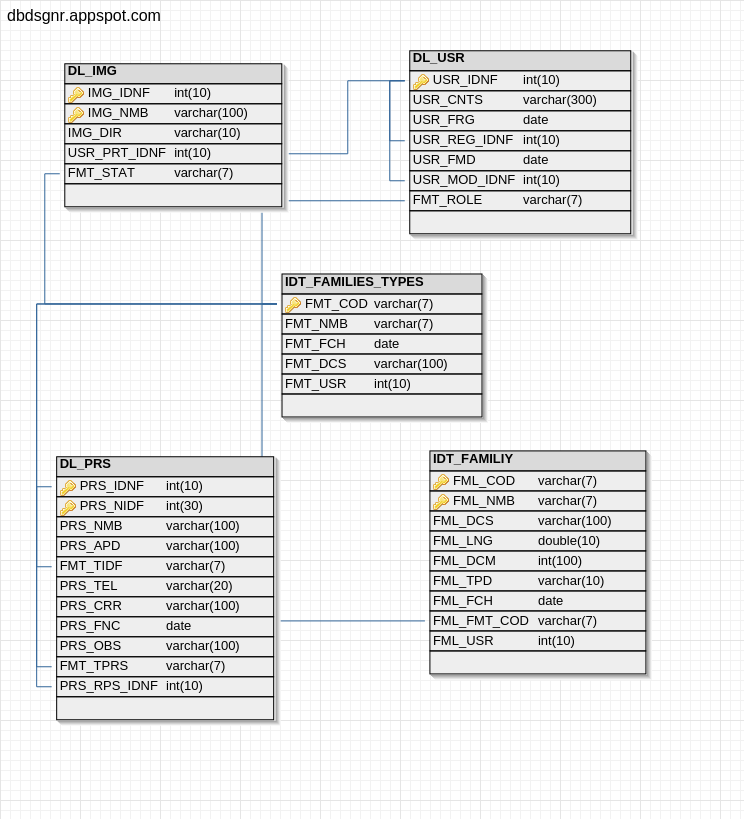 dbdsgnr.appspot.com
DL_IMG
IMG_IDNF int(10)
IMG_NMB varchar(100)
IMG_DIR varchar(10)
USR_PRT_IDNF int(10)
FMT_STAT varchar(7)
DL_USR
USR_IDNF int(10)
USR_CNTS varchar(300)
USR_FRG date
USR_REG_IDNF int(10)
USR_FMD date
USR_MOD_IDNF int(10)
FMT_ROLE varchar(7)
IDT_FAMILIES_TYPES
FMT_COD varchar(7)
FMT_NMB varchar(7)
FMT_FCH date
FMT_DCS varchar(100)
FMT_USR int(10)
DL_PRS
PRS_IDNF int(10)
PRS_NIDF int(30)
PRS_NMB varchar(100)
PRS_APD varchar(100)
FMT_TIDF varchar(7)
PRS_TEL varchar(20)
PRS_CRR varchar(100)
PRS_FNC date
PRS_OBS varchar(100)
FMT_TPRS varchar(7)
PRS_RPS_IDNF int(10)
IDT_FAMILIY
FML_COD varchar(7)
FML_NMB varchar(7)
FML_DCS varchar(100)
FML_LNG double(10)
FML_DCM int(100)
FML_TPD varchar(10)
FML_FCH date
FML_FMT_COD varchar(7)
FML_USR int(10)